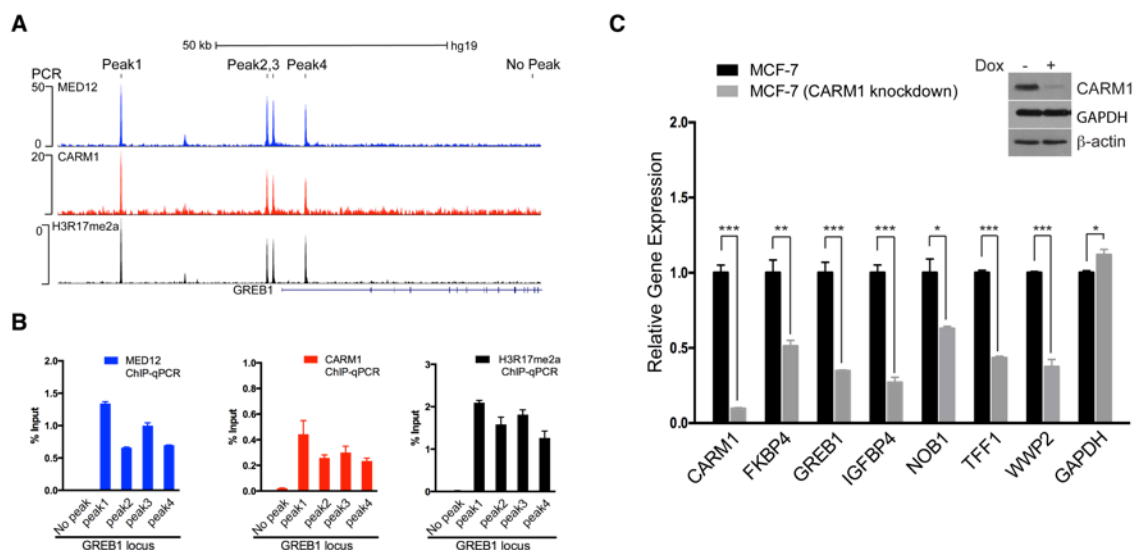 A
50 kb
hg19
Peak1
Peak2,3
Peak4
No Peak
PCR
MED12
50
0
CARM1
20
0
H3R17me2a
0
GREB1
B
MED12
ChIP-qPCR
% Input
2.0
1.5
1.0
0.5
0.0
No peak
peak1
peak2
peak3
peak4
GREB1 locus
CARM1
ChIP-qPCR
% Input
1.0
0.8
0.6
0.4
0.2
0.0
No peak
peak1
peak2
peak3
peak4
GREB1 locus
H3R17me2a
ChIP-qPCR
% Input
3
2
1
0
No peak
peak1
peak2
peak3
peak4
GREB1 locus
C
MCF-7
MCF-7 (CARM1 knockdown)
Dox - +
CARM1
GAPDH
β-actin
Relative Gene Expression
2.0
1.5
1.0
0.5
0.0
*** ** *** *** * *** *** *
CARM1
FKBP4
GREB1
IGFBP4
NOB1
TFF1
WWP2
GAPDH